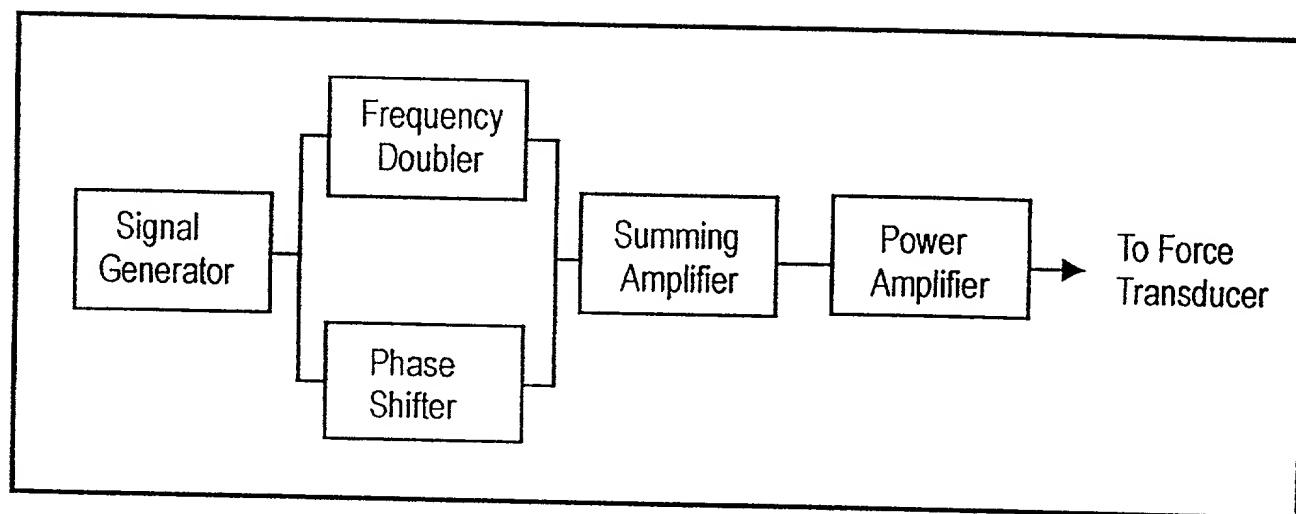 Frequency
Doubler
Signal
Generator
Phase
Shifter
Summing
Amplifier
Power
Amplifier
To Force
Transducer